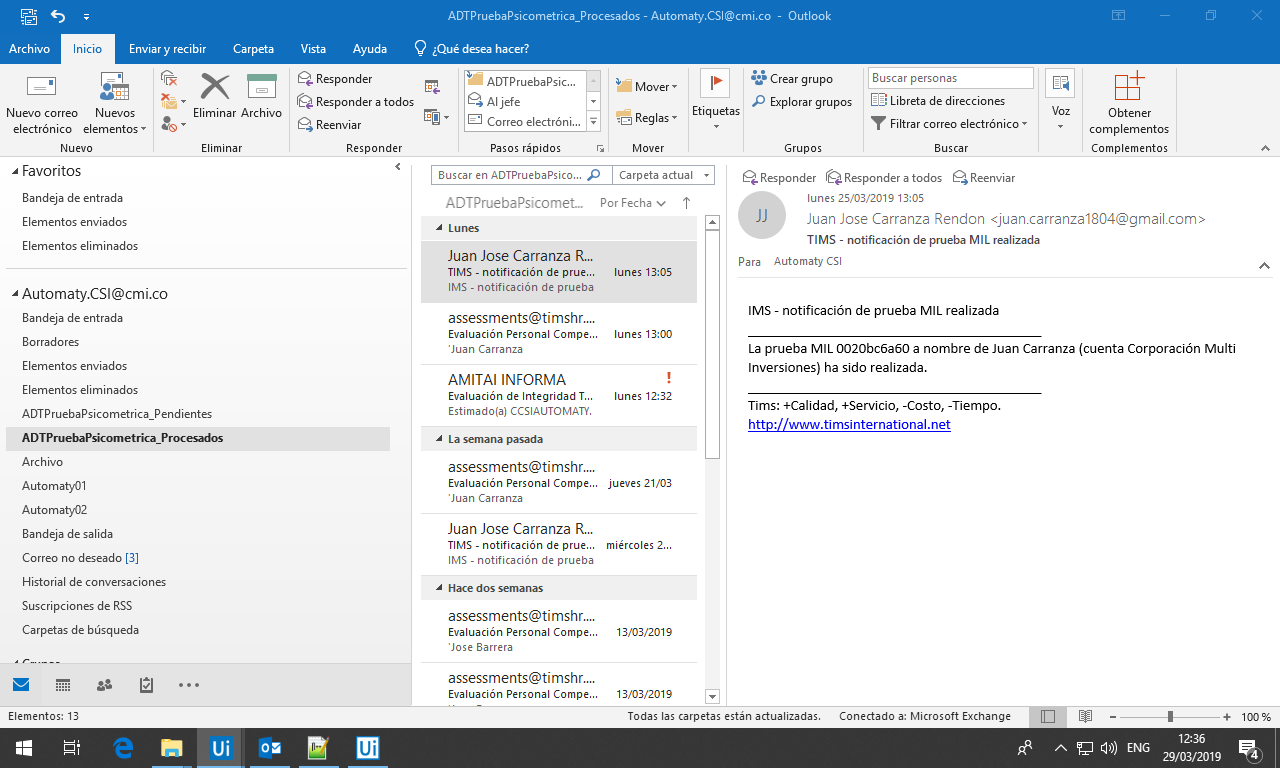 ADTPruebaPsicometrica_Procesados - Automaty.CSI@cmi.co - Outlook
Archivo Inicio Enviar y recibir Carpeta Vista Ayuda ¿Qué desea hacer?
Nuevo correo electrónico
Nuevos elementos
Nuevo
Eliminar
Archivo
Eliminar
Responder
Responder a todos
Reenviar
Responder
ADTPruebaPsic...
Al jefe
Correo electróni...
Pasos rápidos
Mover
Reglas
Mover
Etiquetas
Crear grupo
Explorar grupos
Grupos
Buscar personas
Libreta de direcciones
Filtrar correo electrónico
Buscar
Voz
Obtener complementos
Complementos
Favoritos
Bandeja de entrada
Elementos enviados
Elementos eliminados
Automaty.CSI@cmi.co
Bandeja de entrada
Borradores
Elementos enviados
Elementos eliminados
ADTPruebaPsicometrica_Pendientes
ADTPruebaPsicometrica_Procesados
Archivo
Automaty01
Automaty02
Bandeja de salida
Correo no deseado [3]
Historial de conversaciones
Suscripciones de RSS
Carpetas de búsqueda
Buscar en ADTPruebaPsico... Carpeta actual
ADTPruebaPsicomet... Por Fecha
Lunes
Juan Jose Carranza R...
TIMS - notificación de prue... lunes 13:05
IMS - notificación de prueba
assessments@timshr....
Evaluación Personal Compe... lunes 13:00
'Juan Carranza
AMITAI INFORMA !
Evaluación de Integridad T... lunes 12:32
Estimado(a) CCSIAUTOMATY.
La semana pasada
assessments@timshr....
Evaluación Personal Compe... jueves 21/03
'Juan Carranza
Juan Jose Carranza R...
TIMS - notificación de prue... miércoles 2...
IMS - notificación de prueba
Hace dos semanas
assessments@timshr....
Evaluación Personal Compe... 13/03/2019
'Jose Barrera
assessments@timshr....
Evaluación Personal Compe... 13/03/2019
Responder Responder a todos Reenviar
lunes 25/03/2019 13:05
JJ
Juan Jose Carranza Rendon <juan.carranza1804@gmail.com>
TIMS - notificación de prueba MIL realizada
Para Automaty CSI
IMS - notificación de prueba MIL realizada
La prueba MIL 0020bc6a60 a nombre de Juan Carranza (cuenta Corporación Multi
Inversiones) ha sido realizada.
Tims: +Calidad, +Servicio, -Costo, -Tiempo.
http://www.timsinternational.net
Elementos: 13 Todas las carpetas están actualizadas. Conectado a: Microsoft Exchange 100 %
Ui Ui ENG 12:36
29/03/2019 4